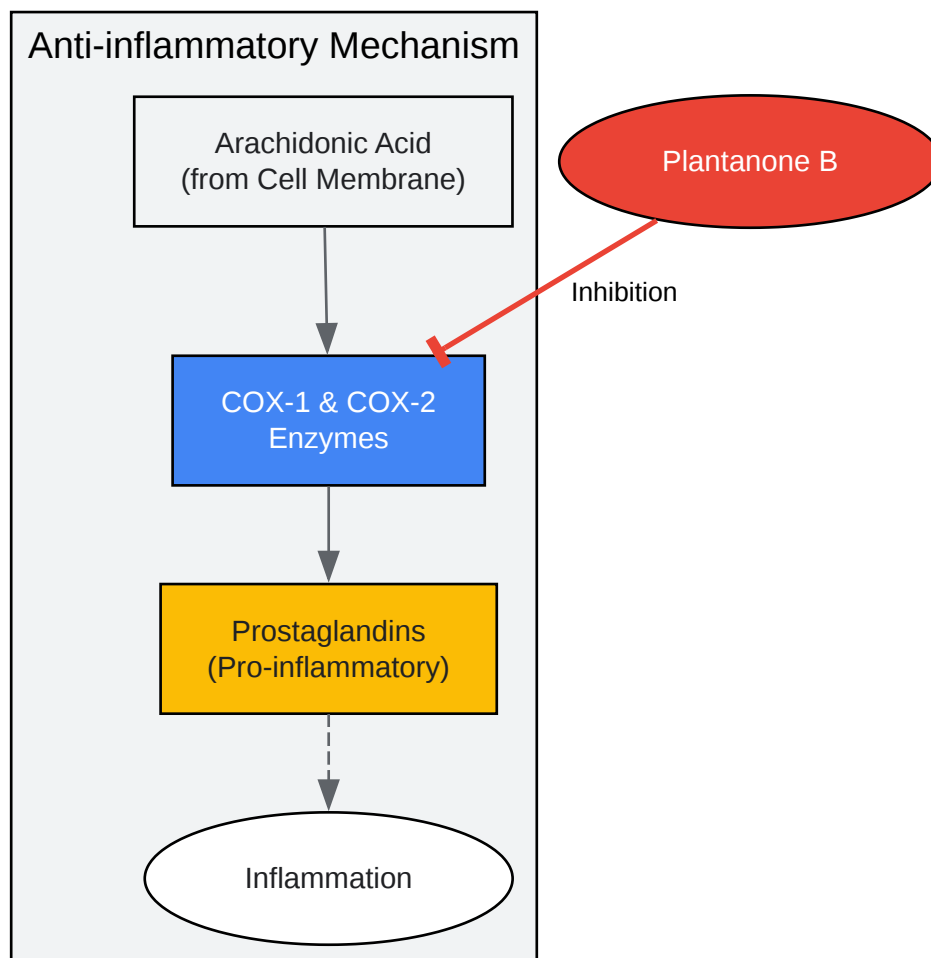 Anti-inflammatory Mechanism
Arachidonic Acid
(from Cell Membrane)
Plantanone B
Inhibition
COX-1 & COX-2
Enzymes
Prostaglandins
(Pro-inflammatory)
Inflammation